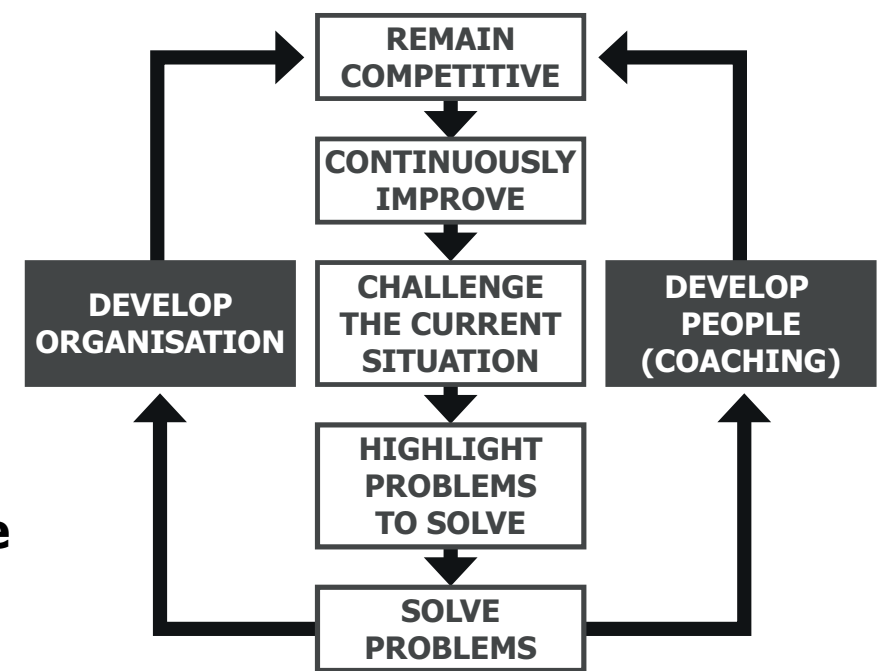 REMAIN
COMPETITIVE
CONTINUOUSLY
IMPROVE
DEVELOP
ORGANISATION
CHALLENGE
THE CURRENT
SITUATION
DEVELOP
PEOPLE
(COACHING)
HIGHLIGHT
PROBLEMS
TO SOLVE
e
SOLVE
PROBLEMS